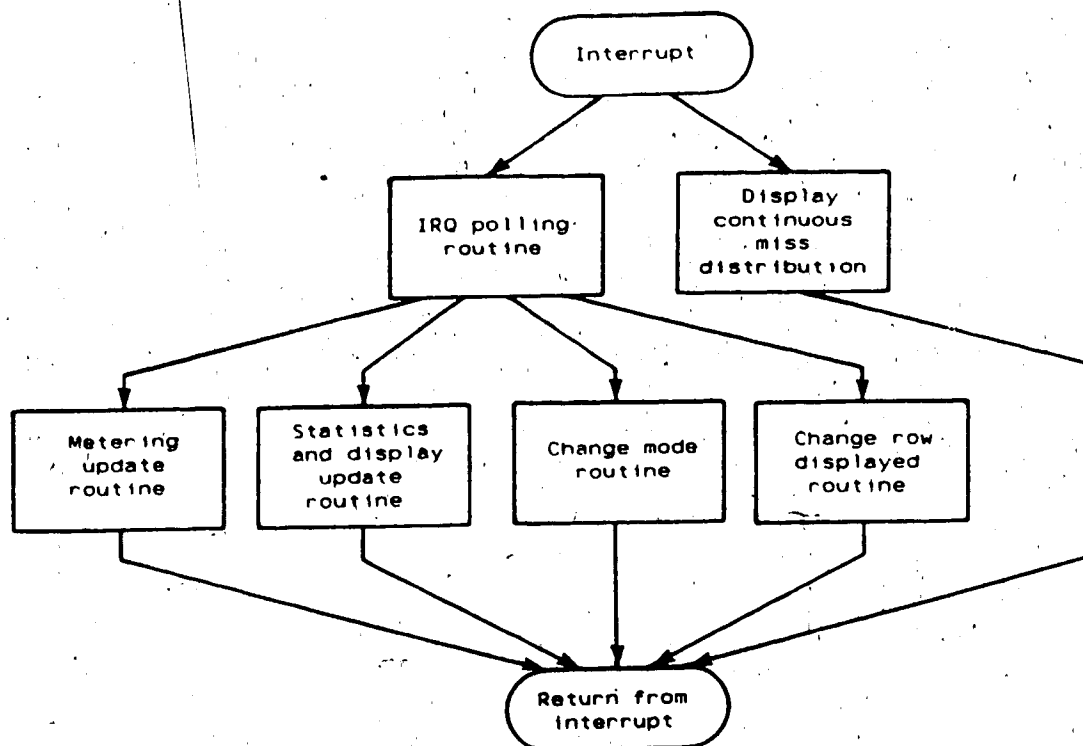 Interrupt
IRQ polling
routine
Display
continuous
miss
distribution
Metering
update
routine
Statistics
and display
update
routine
Change mode
routine
Change row
displayed
routine
Return from
interrupt